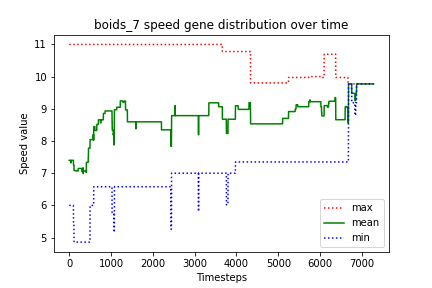 boids_7 speed gene distribution over time
11
10
9
8
7
6
5
Speed value
0
1000
2000
3000
4000
5000
6000
7000
Timesteps
max
mean
min